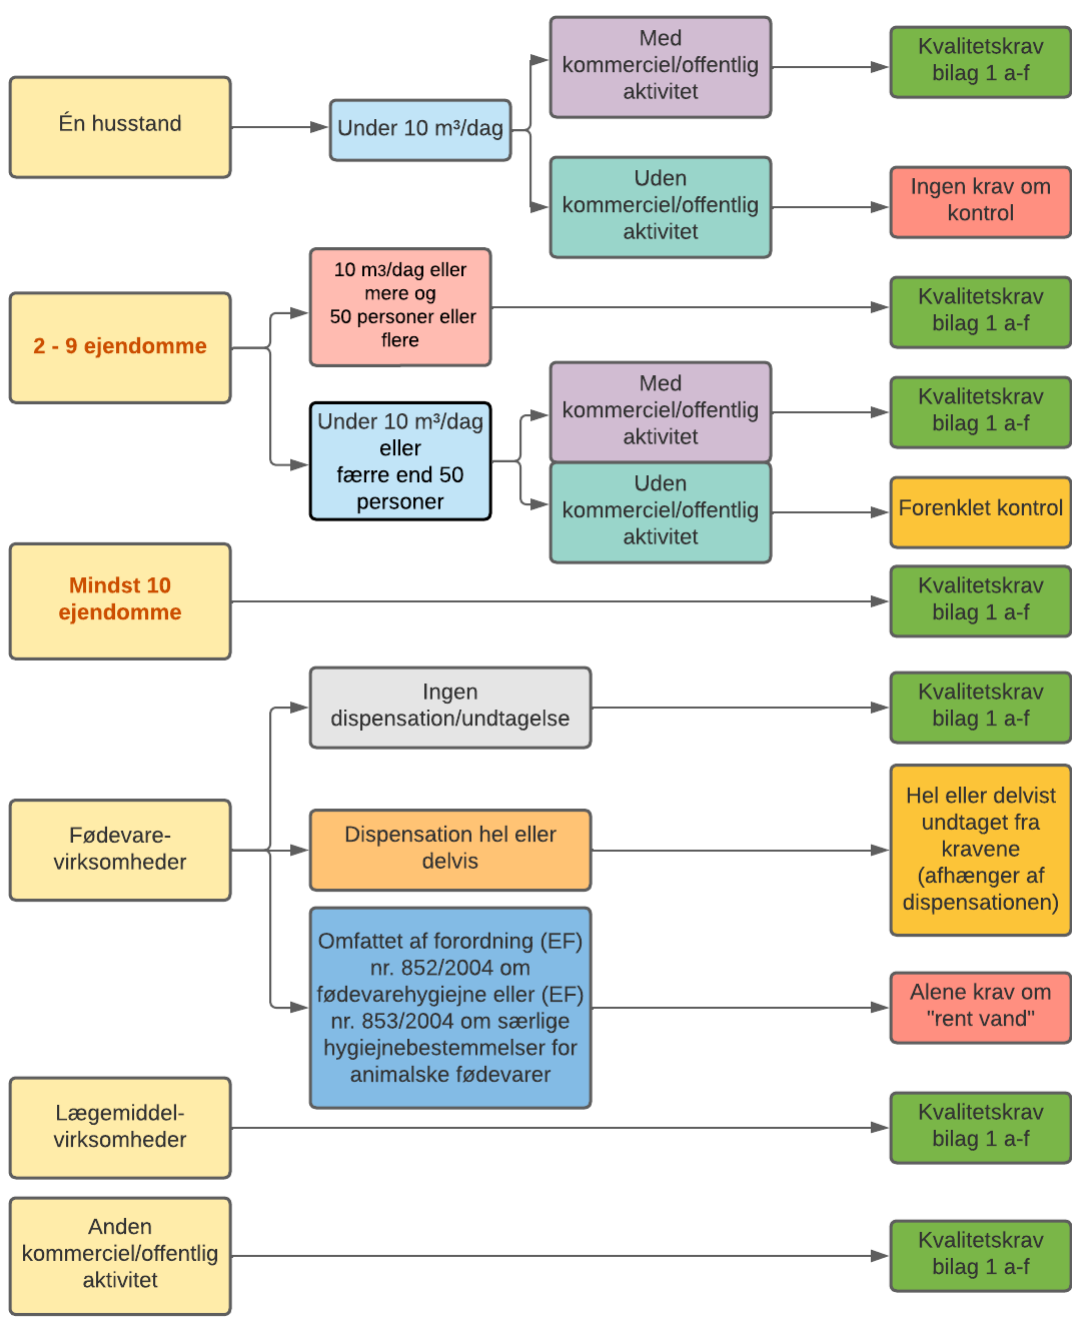 Én husstand
Under 10 m³/dag
Med
kommerciel/offentlig
aktivitet
Kvalitetskrav
bilag 1 a-f
Uden
kommerciel/offentlig
aktivitet
Ingen krav om
kontrol
2 - 9 ejendomme
10 m3/dag eller
mere og
50 personer eller
flere
Kvalitetskrav
bilag 1 a-f
Under 10 m³/dag
eller
færre end 50
personer
Med
kommerciel/offentlig
aktivitet
Kvalitetskrav
bilag 1 a-f
Uden
kommerciel/offentlig
aktivitet
Forenklet kontrol
Mindst 10
ejendomme
Kvalitetskrav
bilag 1 a-f
Fødevare-
virksomheder
Ingen
dispensation/undtagelse
Kvalitetskrav
bilag 1 a-f
Dispensation hel eller
delvis
Hel eller delvist
undtaget fra
kravene
(afhænger af
dispensationen)
Omfattet af forordning (EF)
nr. 852/2004 om
fødevarehygiejne eller (EF)
nr. 853/2004 om særlige
hygiejnebestemmelser for
animalske fødevarer
Alene krav om
"rent vand"
Lægemiddel-
virksomheder
Kvalitetskrav
bilag 1 a-f
Anden
kommerciel/offentlig
aktivitet
Kvalitetskrav
bilag 1 a-f